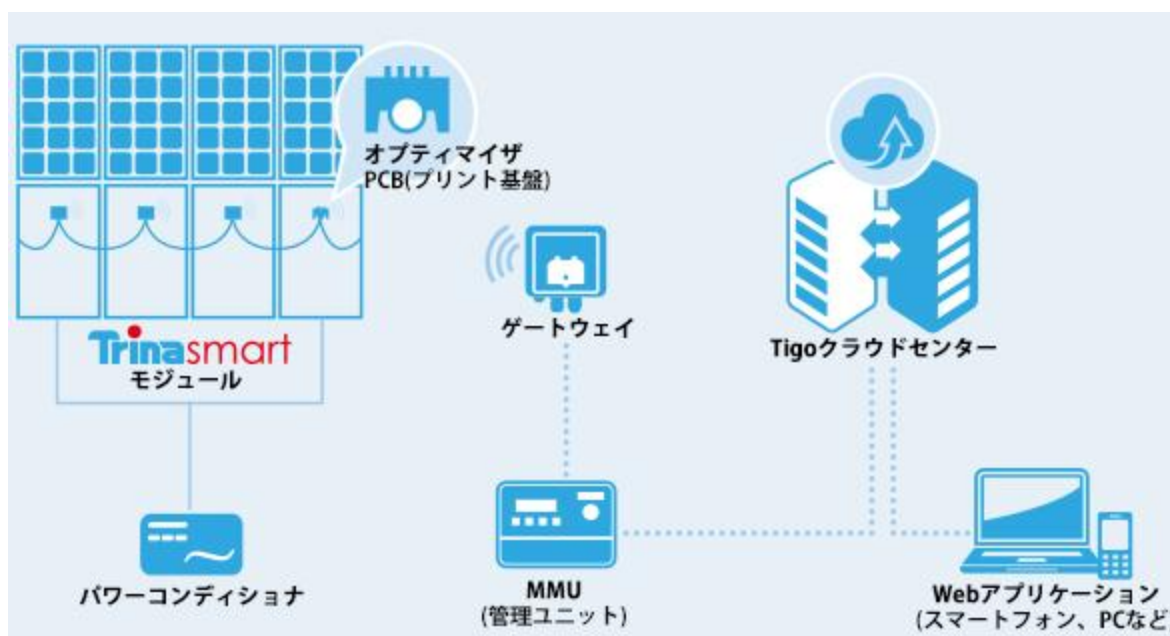 オプティマイザ
PCB(プリント基盤)
ゲートウェイ
Tigoクラウドセンター
Trinasmart
モジュール
パワーコンディショナ
MMU
(管理ユニット)
Webアプリケーション
(スマートフォン、PCなど